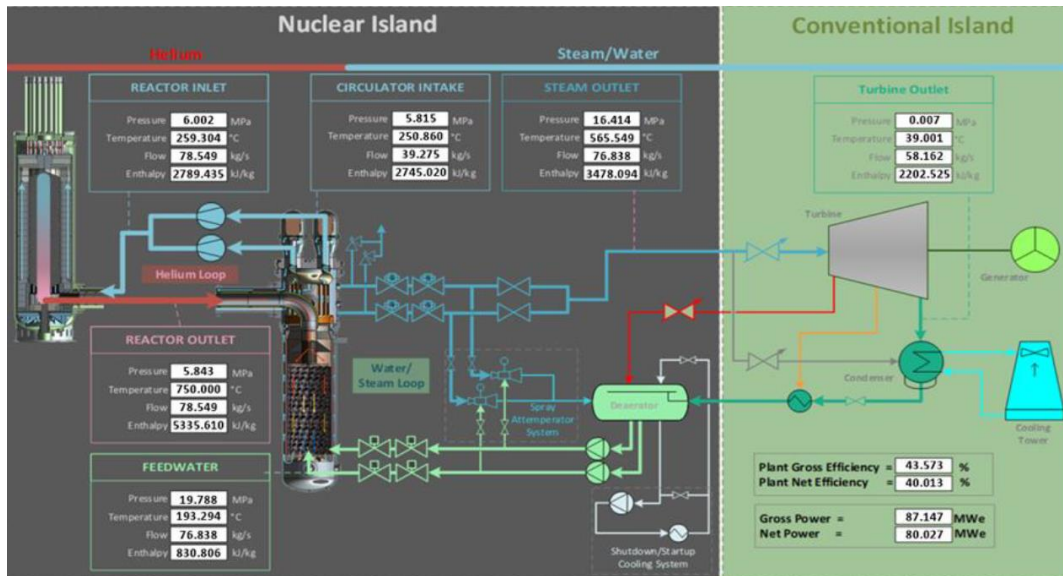 Nuclear Island
Conventional Island
Helium
Steam/Water
REACTOR INLET
Pressure 6.002 MPa
Temperature 259.304 °C
Flow 78.549 kg/s
Enthalpy 2789.435 kJ/kg
CIRCULATOR INTAKE
Pressure 5.815 MPa
Temperature 250.860 °C
Flow 39.275 kg/s
Enthalpy 2745.020 kJ/kg
STEAM OUTLET
Pressure 16.414 MPa
Temperature 565.549 °C
Flow 76.838 kg/s
Enthalpy 3478.094 kJ/kg
Turbine Outlet
Pressure 0.007 MPa
Temperature 39.001 °C
Flow 58.162 kg/s
Enthalpy 2202.525 kJ/kg
Turbine
Generator
Helium Loop
REACTOR OUTLET
Pressure 5.843 MPa
Temperature 750.000 °C
Flow 78.549 kg/s
Enthalpy 5335.610 kJ/kg
Water/
Steam Loop
Spray
Attemperator
System
Deaerator
Condenser
Cooling
Tower
FEEDWATER
Pressure 19.788 MPa
Temperature 193.294 °C
Flow 76.838 kg/s
Enthalpy 830.806 kJ/kg
Shutdown/Startup
Cooling System
Plant Gross Efficiency = 43.573 %
Plant Net Efficiency = 40.013 %
Gross Power = 87.147 MWe
Net Power = 80.027 MWe